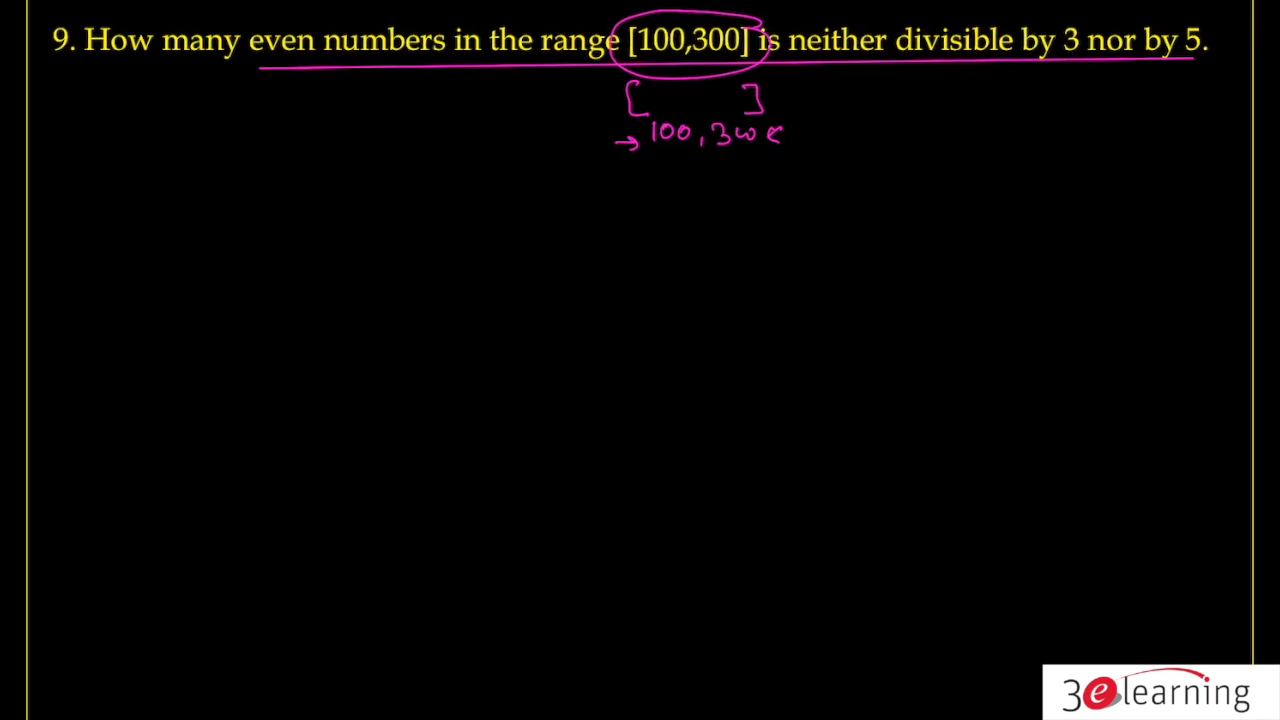 9. How many even numbers in the range [100,300] is neither divisible by 3 nor by 5.
[ ]
→ 100, 300 ←
3elearning